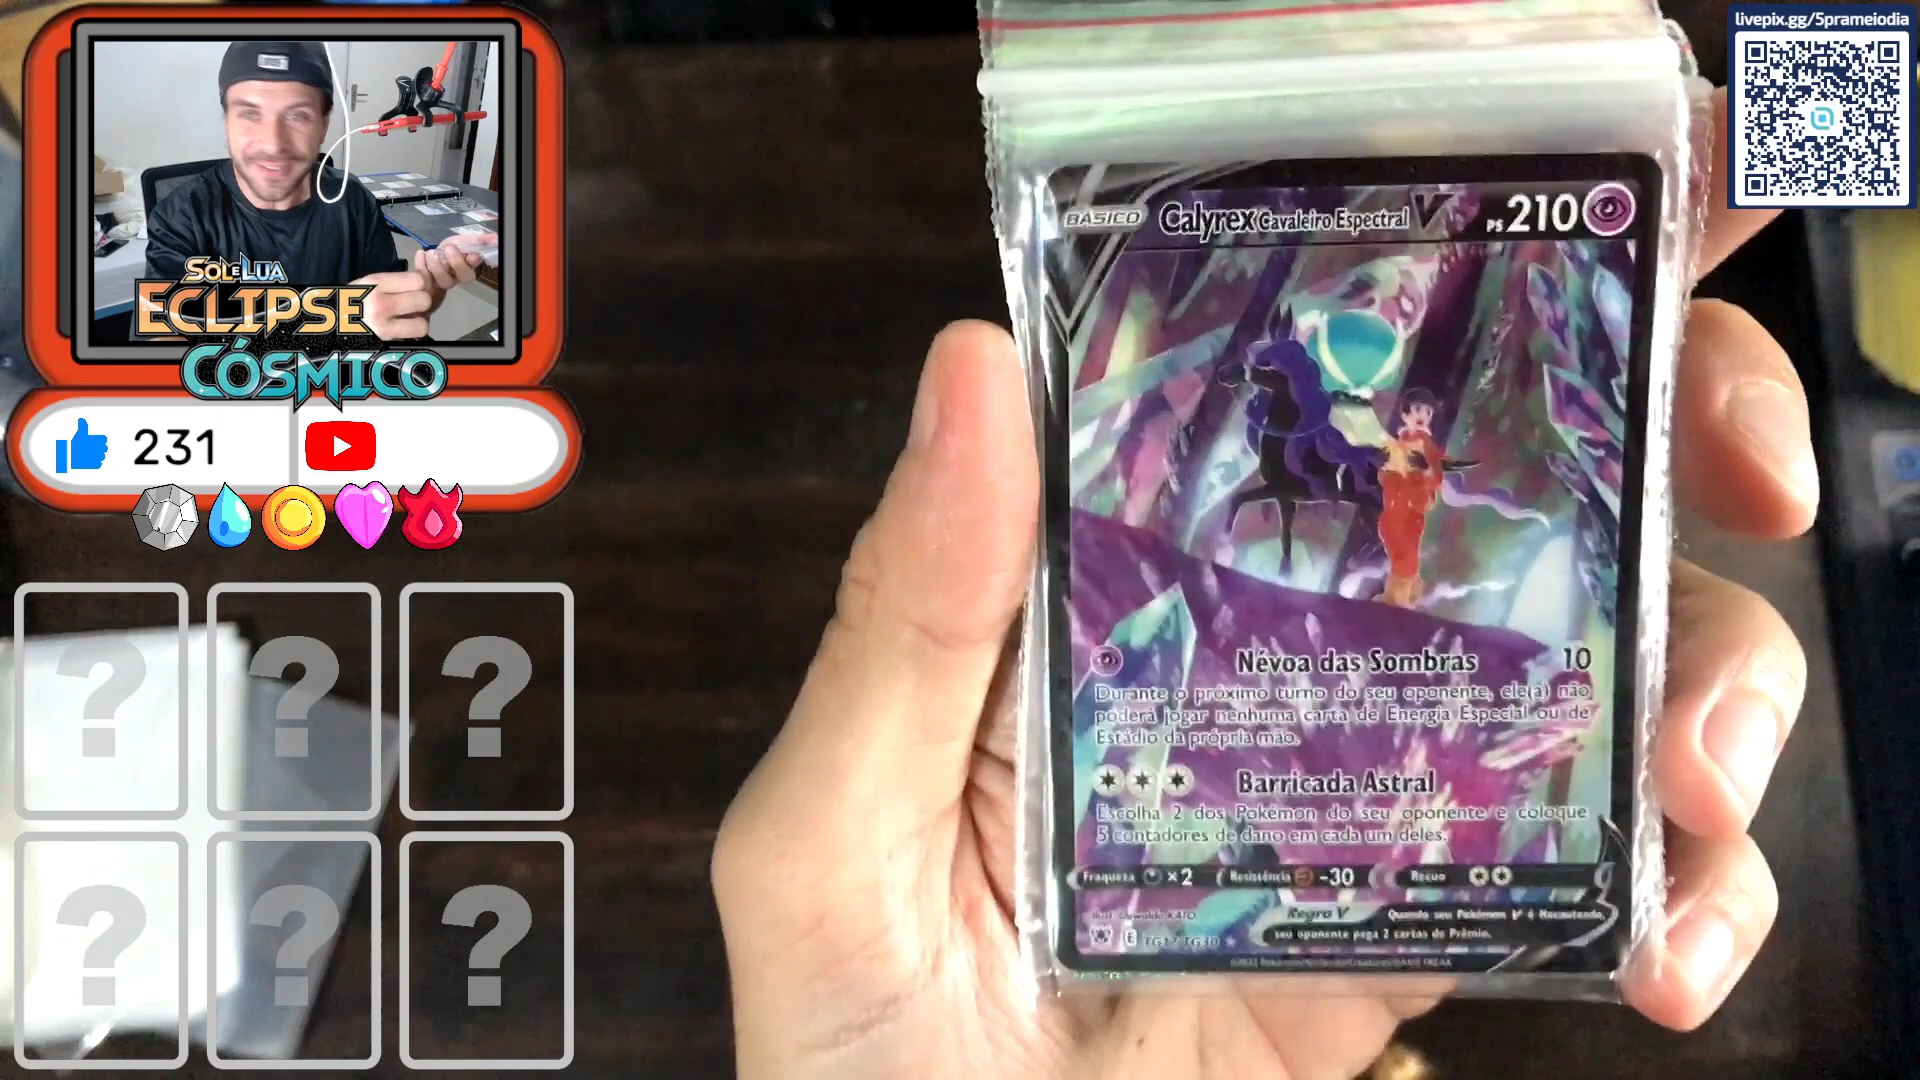 livepix.gg/5prameiodia
SOL E LUA
ECLIPSE
CÓSMICO
231
? ? ?
? ? ?
BÁSICO Calyrex Cavaleiro Espectral V PS 210
Névoa das Sombras 10
Durante o próximo turno do seu oponente, ele(a) não
poderá jogar nenhuma carta de Energia Especial ou de
Estádio da própria mão.
Barricada Astral
Escolha 2 dos Pokémon do seu oponente e coloque
5 contadores de dano em cada um deles.
Fraqueza ×2 Resistência -30 Recuo
Regra V Quando seu Pokémon V é Nocauteado,
seu oponente pega 2 cartas de Prêmio.
E TG17/TG30